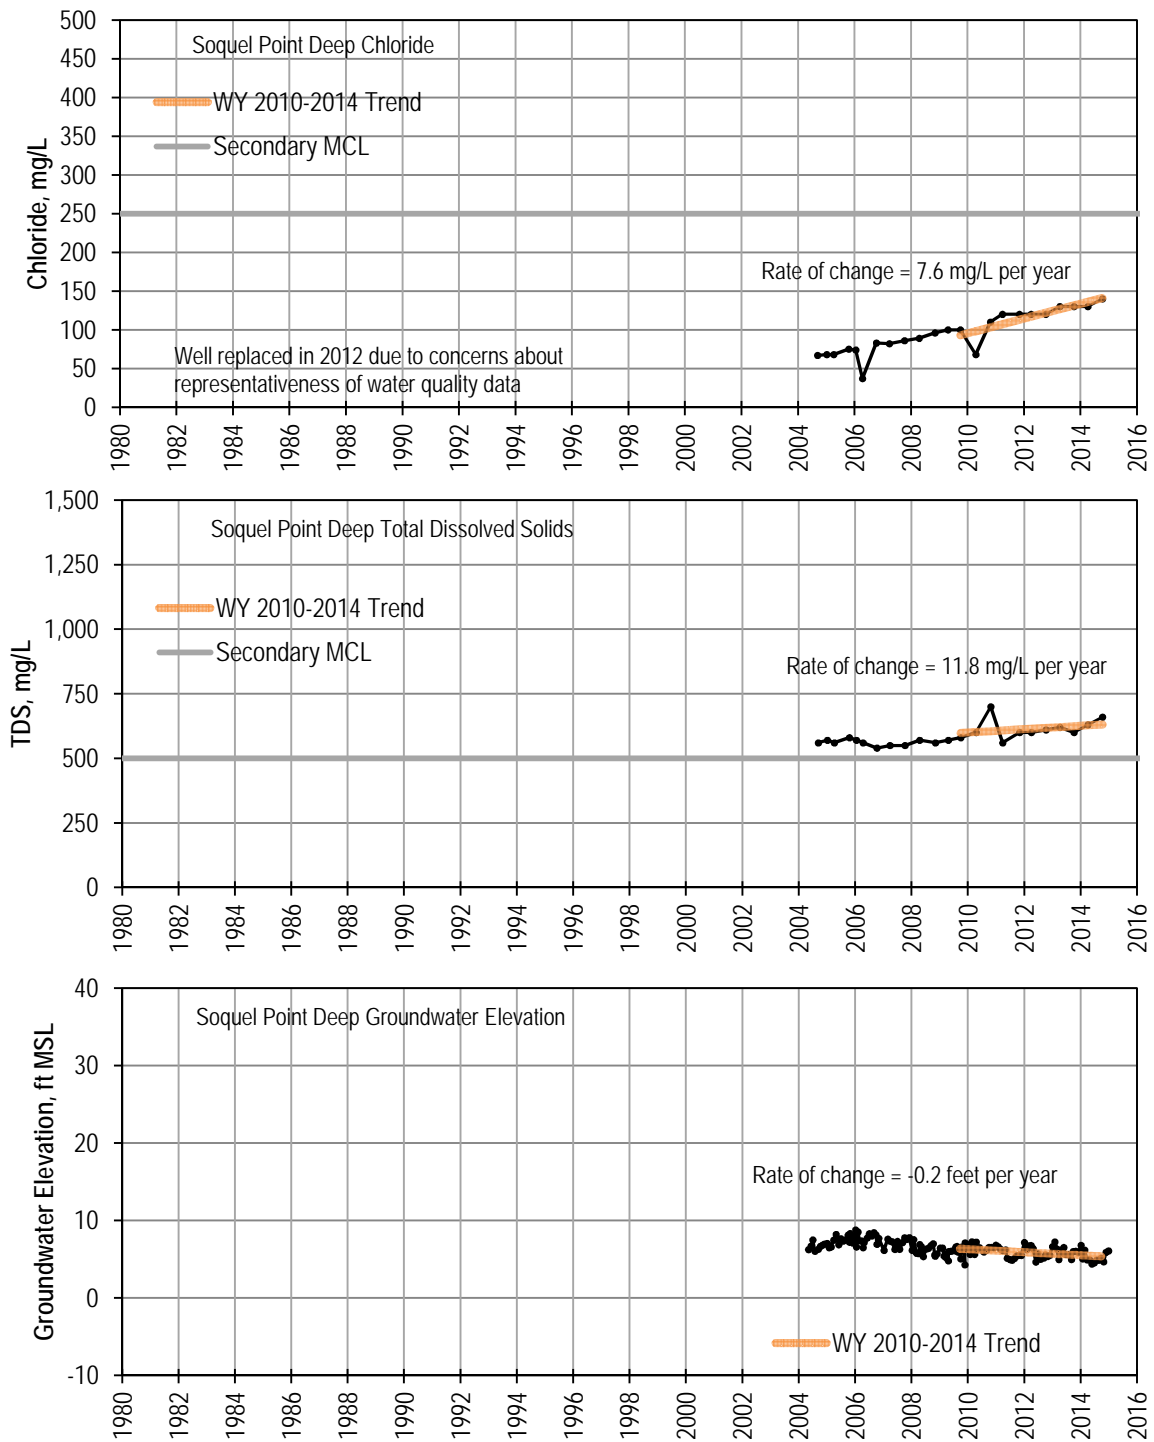 Soquel Point Deep Chloride
WY 2010-2014 Trend
Secondary MCL
Chloride, mg/L
500
450
400
350
300
250
200
150
100
50
0
Rate of change = 7.6 mg/L per year
Well replaced in 2012 due to concerns about
representativeness of water quality data
1980 1982 1984 1986 1988 1990 1992 1994 1996 1998 2000 2002 2004 2006 2008 2010 2012 2014 2016
Soquel Point Deep Total Dissolved Solids
WY 2010-2014 Trend
Secondary MCL
TDS, mg/L
1,500
1,250
1,000
750
500
250
0
Rate of change = 11.8 mg/L per year
1980 1982 1984 1986 1988 1990 1992 1994 1996 1998 2000 2002 2004 2006 2008 2010 2012 2014 2016
Soquel Point Deep Groundwater Elevation
Groundwater Elevation, ft MSL
40
30
20
10
0
-10
Rate of change = -0.2 feet per year
WY 2010-2014 Trend
1980 1982 1984 1986 1988 1990 1992 1994 1996 1998 2000 2002 2004 2006 2008 2010 2012 2014 2016